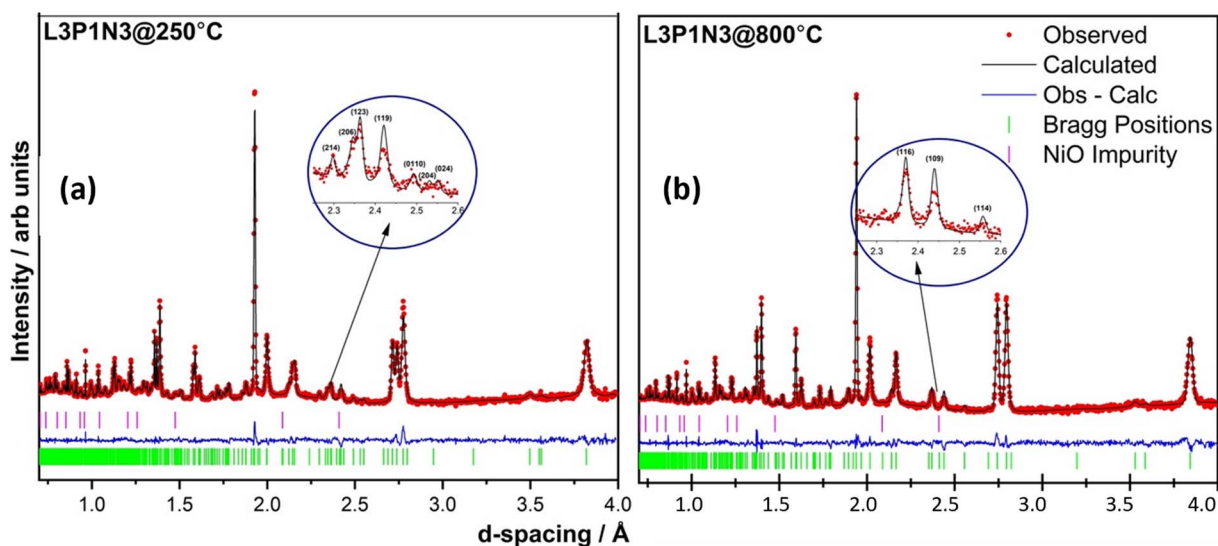 L3P1N3@250°C
L3P1N3@800°C
Observed
Calculated
Obs - Calc
Bragg Positions
NiO Impurity
(a)
(b)
(214)
(206)
(123)
(119)
(0110)
(204)
(024)
2.3 2.4 2.5 2.6
(116)
(109)
(114)
2.3 2.4 2.5 2.6
Intensity / arb units
1.0 1.5 2.0 2.5 3.0 3.5 4.0
1.0 1.5 2.0 2.5 3.0 3.5 4.0
d-spacing / Å